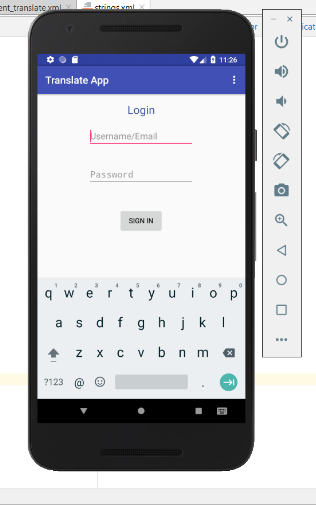 ent_translate.xml × strings.xml ×
11:26
Translate App
Login
Username/Email
Password
SIGN IN
1 2 3 4 5 6 7 8 9 0
q w e r t y u i o p
a s d f g h j k l
z x c v b n m
?123 @ .